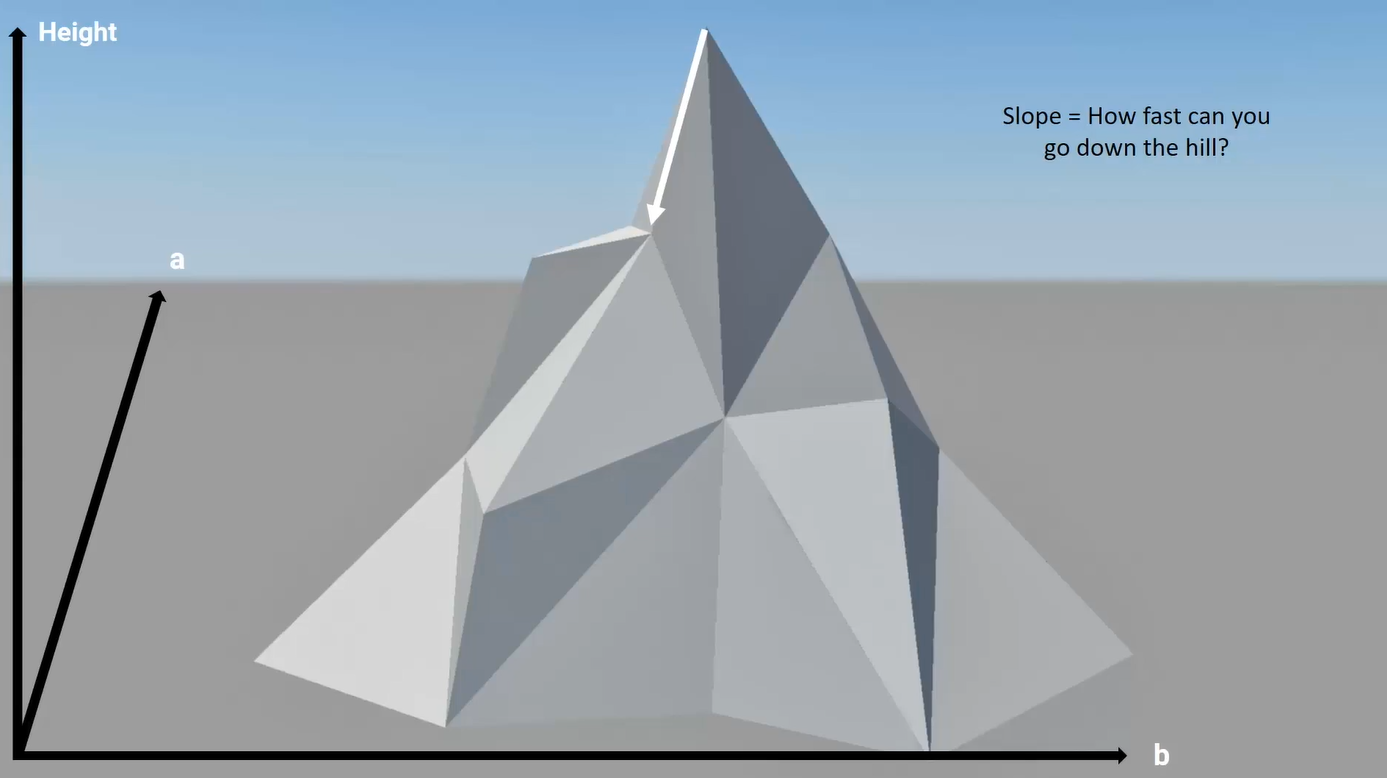 Height
Slope = How fast can you
go down the hill?
a
b